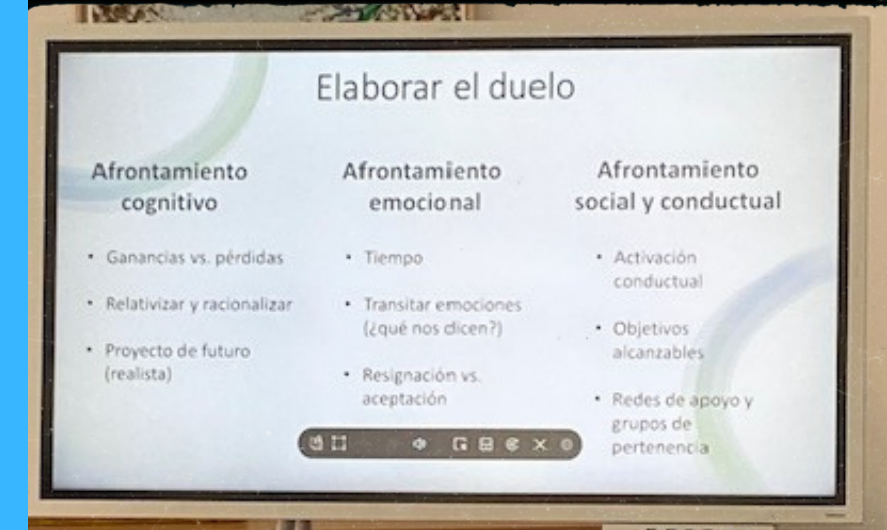 Elaborar el duelo
Afrontamiento
cognitivo
• Ganancias vs. pérdidas
• Relativizar y racionalizar
• Proyecto de futuro
(realista)
Afrontamiento
emocional
• Tiempo
• Transitar emociones
(¿qué nos dicen?)
• Resignación vs.
aceptación
Afrontamiento
social y conductual
• Activación
conductual
• Objetivos
alcanzables
• Redes de apoyo y
grupos de
pertenencia